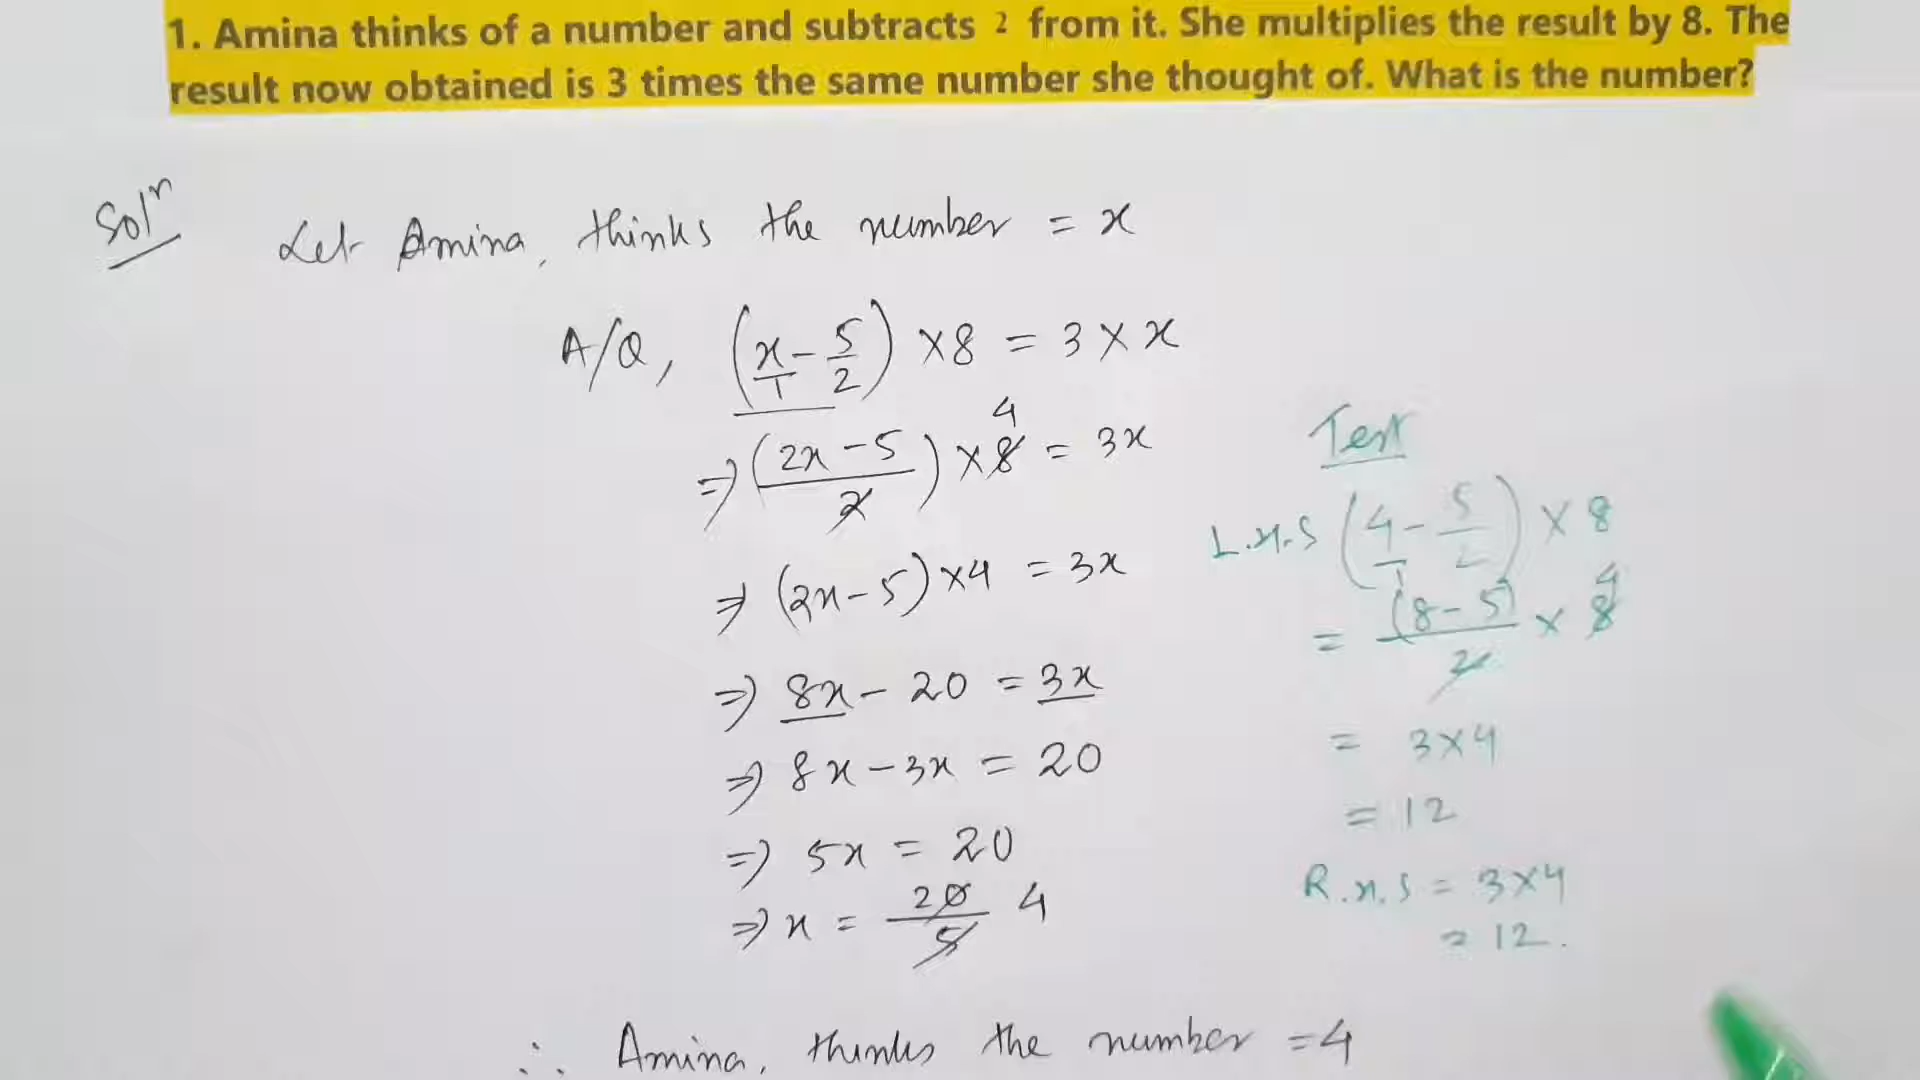 1. Amina thinks of a number and subtracts 2 from it. She multiplies the result by 8. The
result now obtained is 3 times the same number she thought of. What is the number?
Solⁿ
Let Amina, thinks the number = x
A/Q, (x/1 - 5/2) × 8 = 3 × x
⇒ (2x - 5 / 2) × 8 4 = 3x
⇒ (2x - 5) × 4 = 3x
⇒ 8x - 20 = 3x
⇒ 8x - 3x = 20
⇒ 5x = 20
⇒ x = 20/5 4
∴ Amina, thinks the number = 4
Test
L.H.S (4/1 - 5/2) × 8
= (8 - 5)/2 × 8 4
= 3×4
= 12
R.H.S = 3×4
= 12.